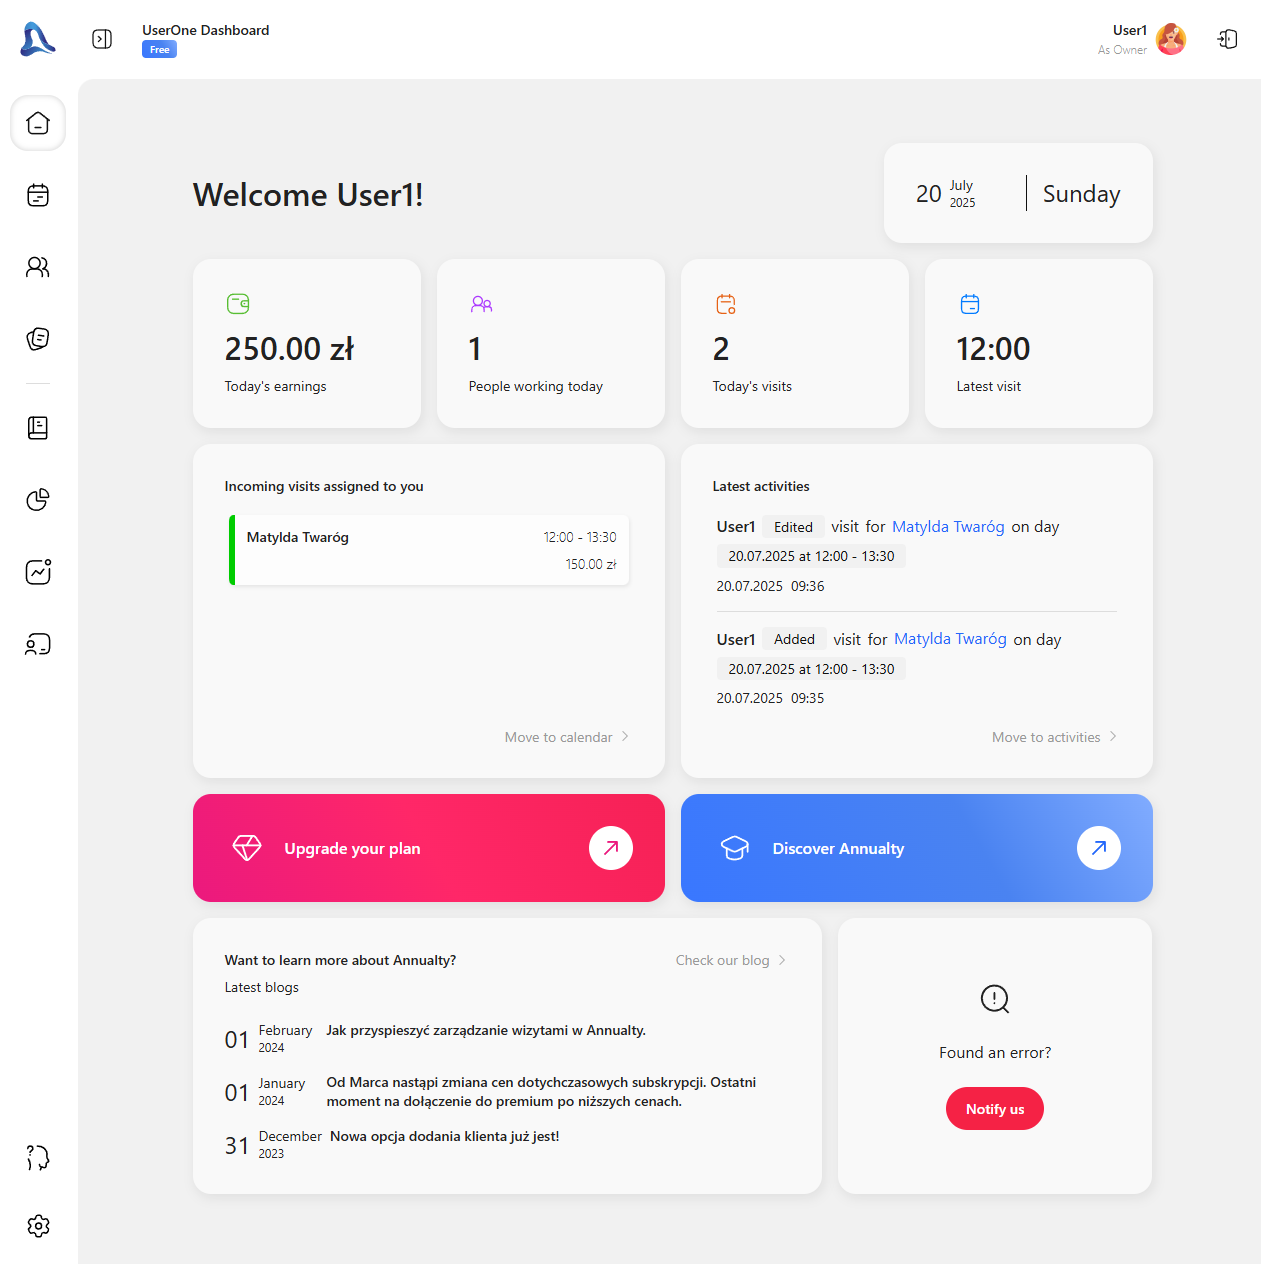 UserOne Dashboard
Free
User1
As Owner
Welcome User1!
20 July 2025
Sunday
250.00 zł
Today's earnings
1
People working today
2
Today's visits
12:00
Latest visit
Incoming visits assigned to you
Matylda Twaróg 12:00 - 13:30
150.00 zł
Move to calendar
Latest activities
User1 Edited visit for Matylda Twaróg on day
20.07.2025 at 12:00 - 13:30
20.07.2025 09:36
User1 Added visit for Matylda Twaróg on day
20.07.2025 at 12:00 - 13:30
20.07.2025 09:35
Move to activities
Upgrade your plan
Discover Annualty
Want to learn more about Annualty?
Check our blog
Latest blogs
01 February 2024 Jak przyspieszyć zarządzanie wizytami w Annualty.
01 January 2024 Od Marca nastąpi zmiana cen dotychczasowych subskrypcji. Ostatni
moment na dołączenie do premium po niższych cenach.
31 December 2023 Nowa opcja dodania klienta już jest!
Found an error?
Notify us